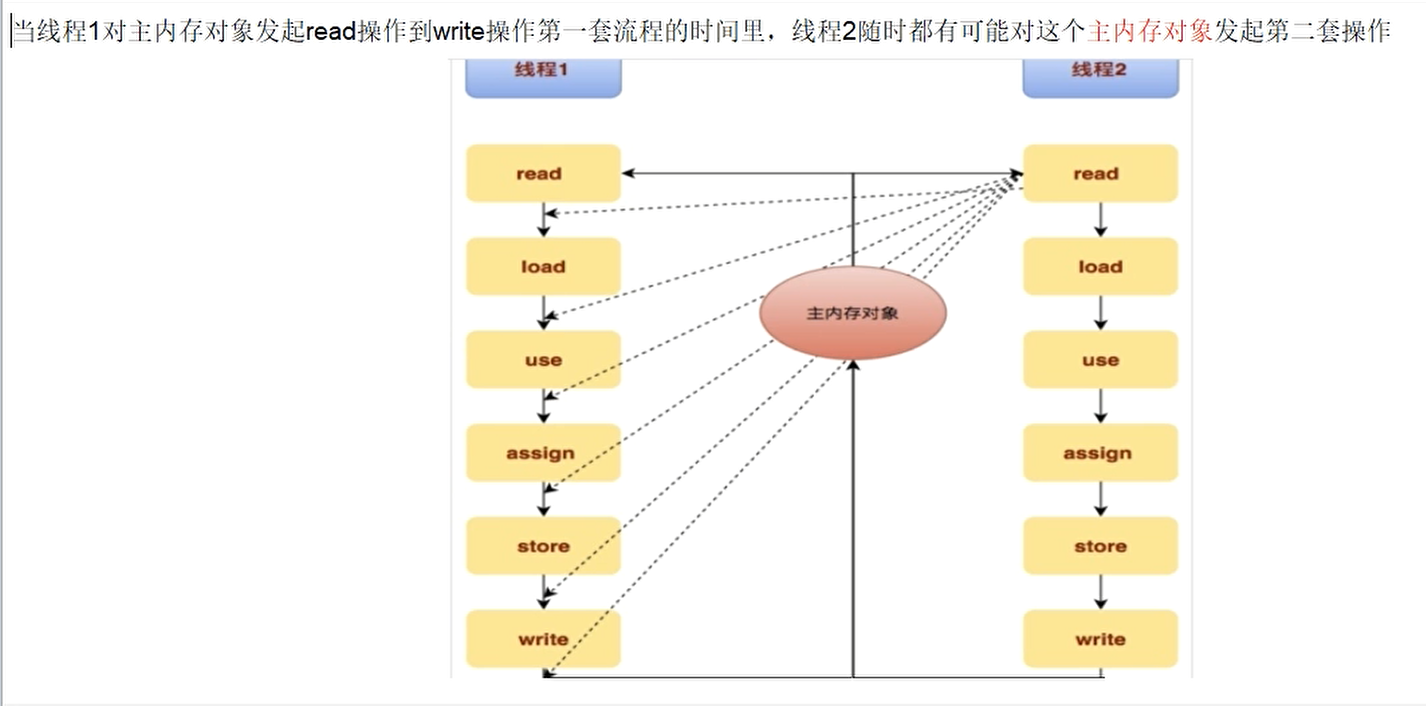 当线程1对主内存对象发起read操作到write操作第一套流程的时间里，线程2随时都有可能对这个主内存对象发起第二套操作
线程1
线程2
read
read
load
load
主内存对象
use
use
assign
assign
store
store
write
write